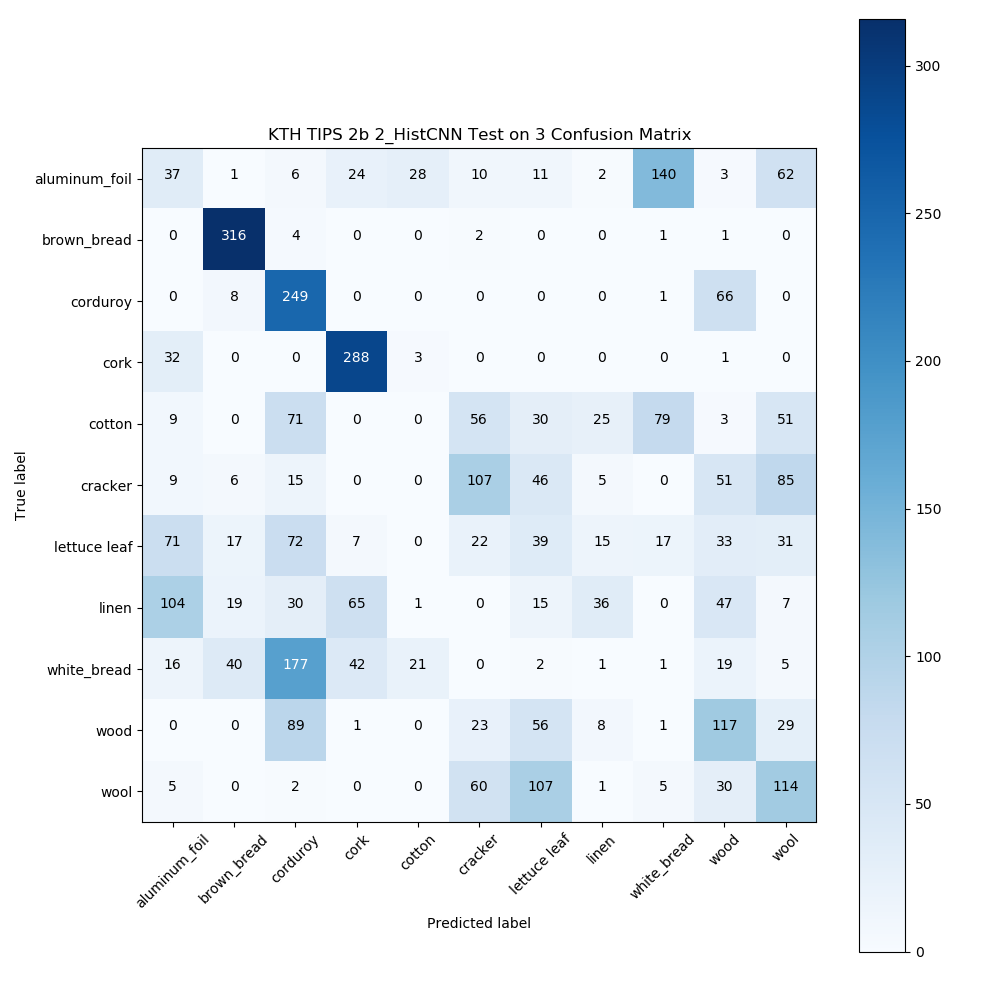 KTH TIPS 2b 2_HistCNN Test on 3 Confusion Matrix
aluminum_foil 37 1 6 24 28 10 11 2 140 3 62
brown_bread 0 316 4 0 0 2 0 0 1 1 0
corduroy 0 8 249 0 0 0 0 0 1 66 0
cork 32 0 0 288 3 0 0 0 0 1 0
cotton 9 0 71 0 0 56 30 25 79 3 51
cracker 9 6 15 0 0 107 46 5 0 51 85
lettuce leaf 71 17 72 7 0 22 39 15 17 33 31
linen 104 19 30 65 1 0 15 36 0 47 7
white_bread 16 40 177 42 21 0 2 1 1 19 5
wood 0 0 89 1 0 23 56 8 1 117 29
wool 5 0 2 0 0 60 107 1 5 30 114
aluminum_foil brown_bread corduroy cork cotton cracker lettuce leaf linen white_bread wood wool
Predicted label
True label
300
250
200
150
100
50
0